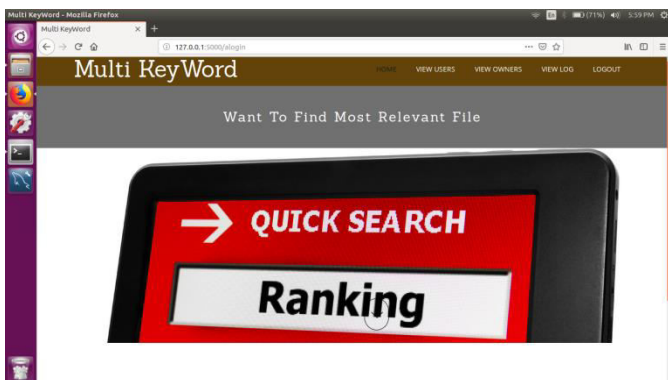 Multi KeyWord - Mozilla Firefox
En
(71%)
5:59 PM
Multi KeyWord
127.0.0.1:5000/alogin
Multi KeyWord
HOME
VIEW USERS
VIEW OWNERS
VIEW LOG
LOGOUT
Want To Find Most Relevant File
QUICK SEARCH
Ranking